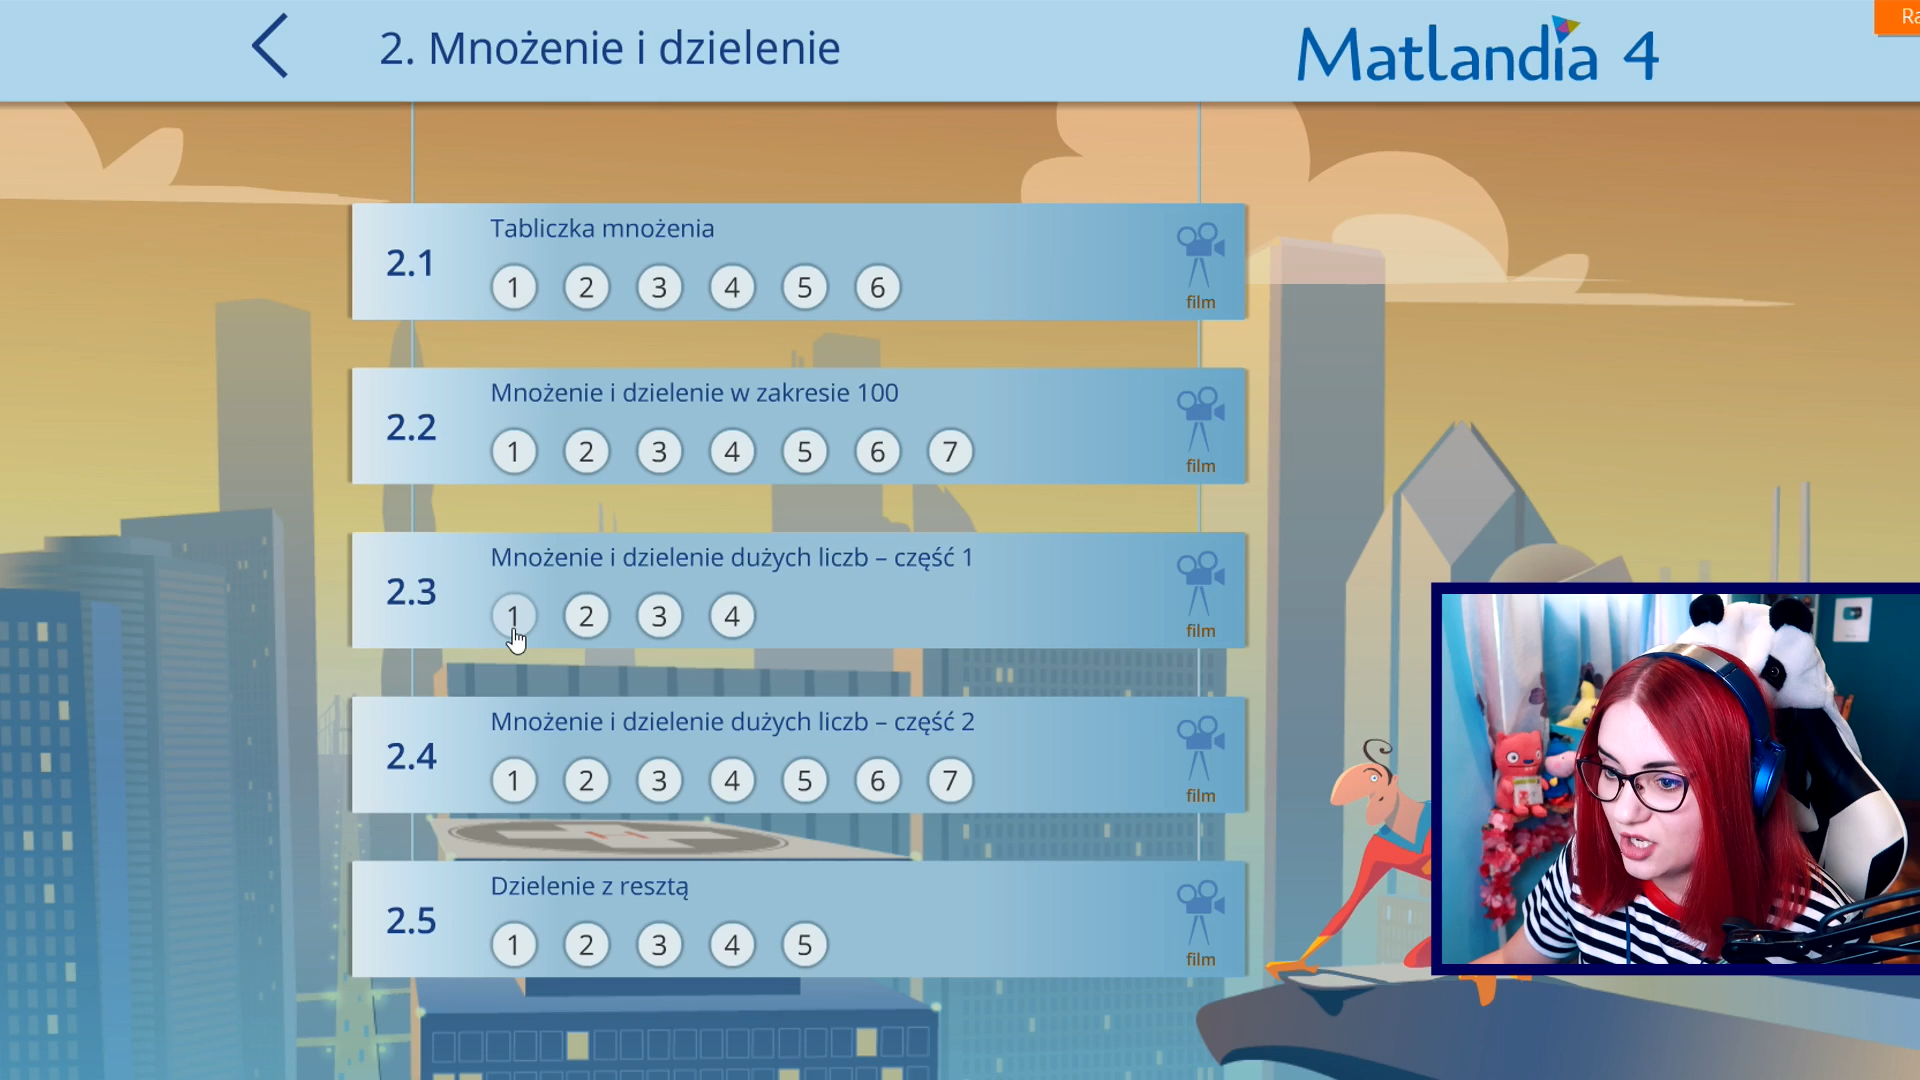 2. Mnożenie i dzielenie
Matlandia 4
2.1
Tabliczka mnożenia
1 2 3 4 5 6
film
2.2
Mnożenie i dzielenie w zakresie 100
1 2 3 4 5 6 7
film
2.3
Mnożenie i dzielenie dużych liczb – część 1
1 2 3 4
film
2.4
Mnożenie i dzielenie dużych liczb – część 2
1 2 3 4 5 6 7
film
2.5
Dzielenie z resztą
1 2 3 4 5
film